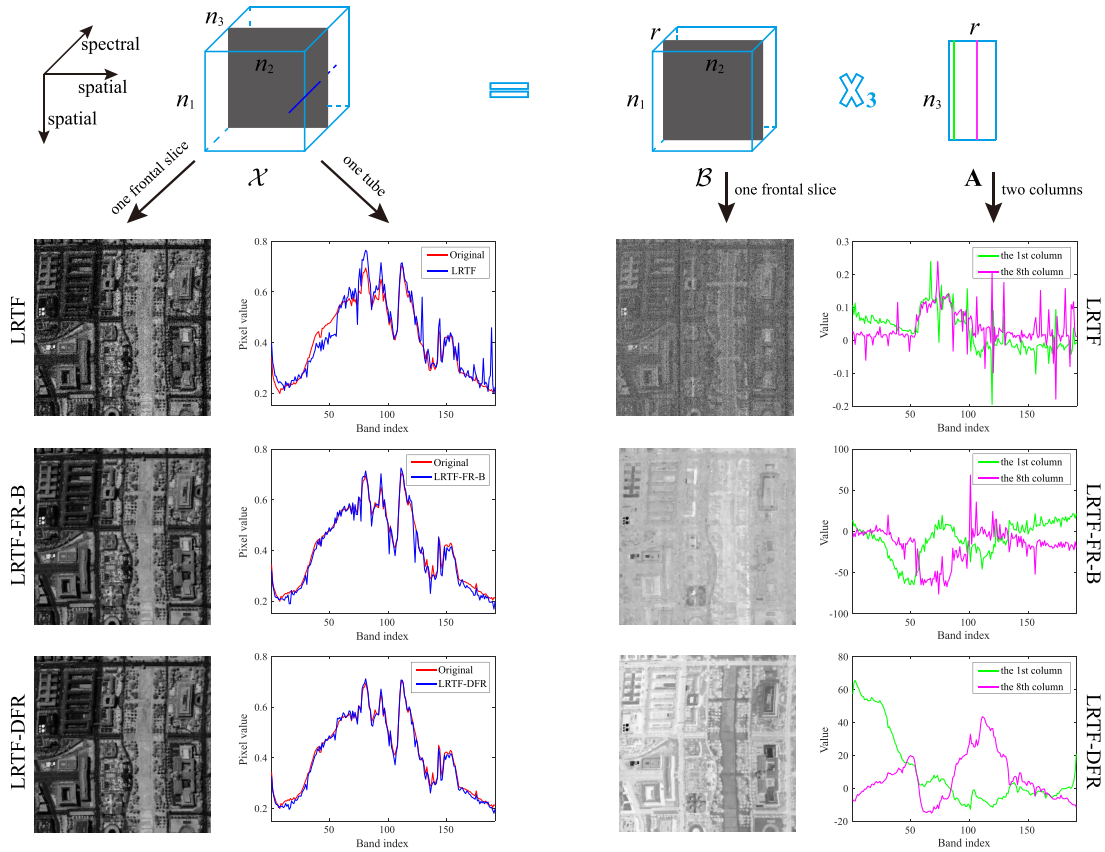 spectral
spatial
spatial
n3
n2
n1
r
n2
n1
3
r
n3
𝒳
ℬ
A
one frontal slice
one tube
one frontal slice
two columns
LRTF
0.8
0.6
0.4
0.2
Pixel value
50
100
150
Band index
Original
LRTF
0.3
0.2
0.1
0
-0.1
-0.2
Value
50
100
150
Band index
the 1st column
the 8th column
LRTF
LRTF-FR-B
0.8
0.6
0.4
0.2
Pixel value
50
100
150
Band index
Original
LRTF-FR-B
100
50
0
-50
-100
Value
50
100
150
Band index
the 1st column
the 8th column
LRTF-FR-B
LRTF-DFR
0.8
0.6
0.4
0.2
Pixel value
50
100
150
Band index
Original
LRTF-DFR
80
60
40
20
0
-20
Value
50
100
150
Band index
the 1st column
the 8th column
LRTF-DFR